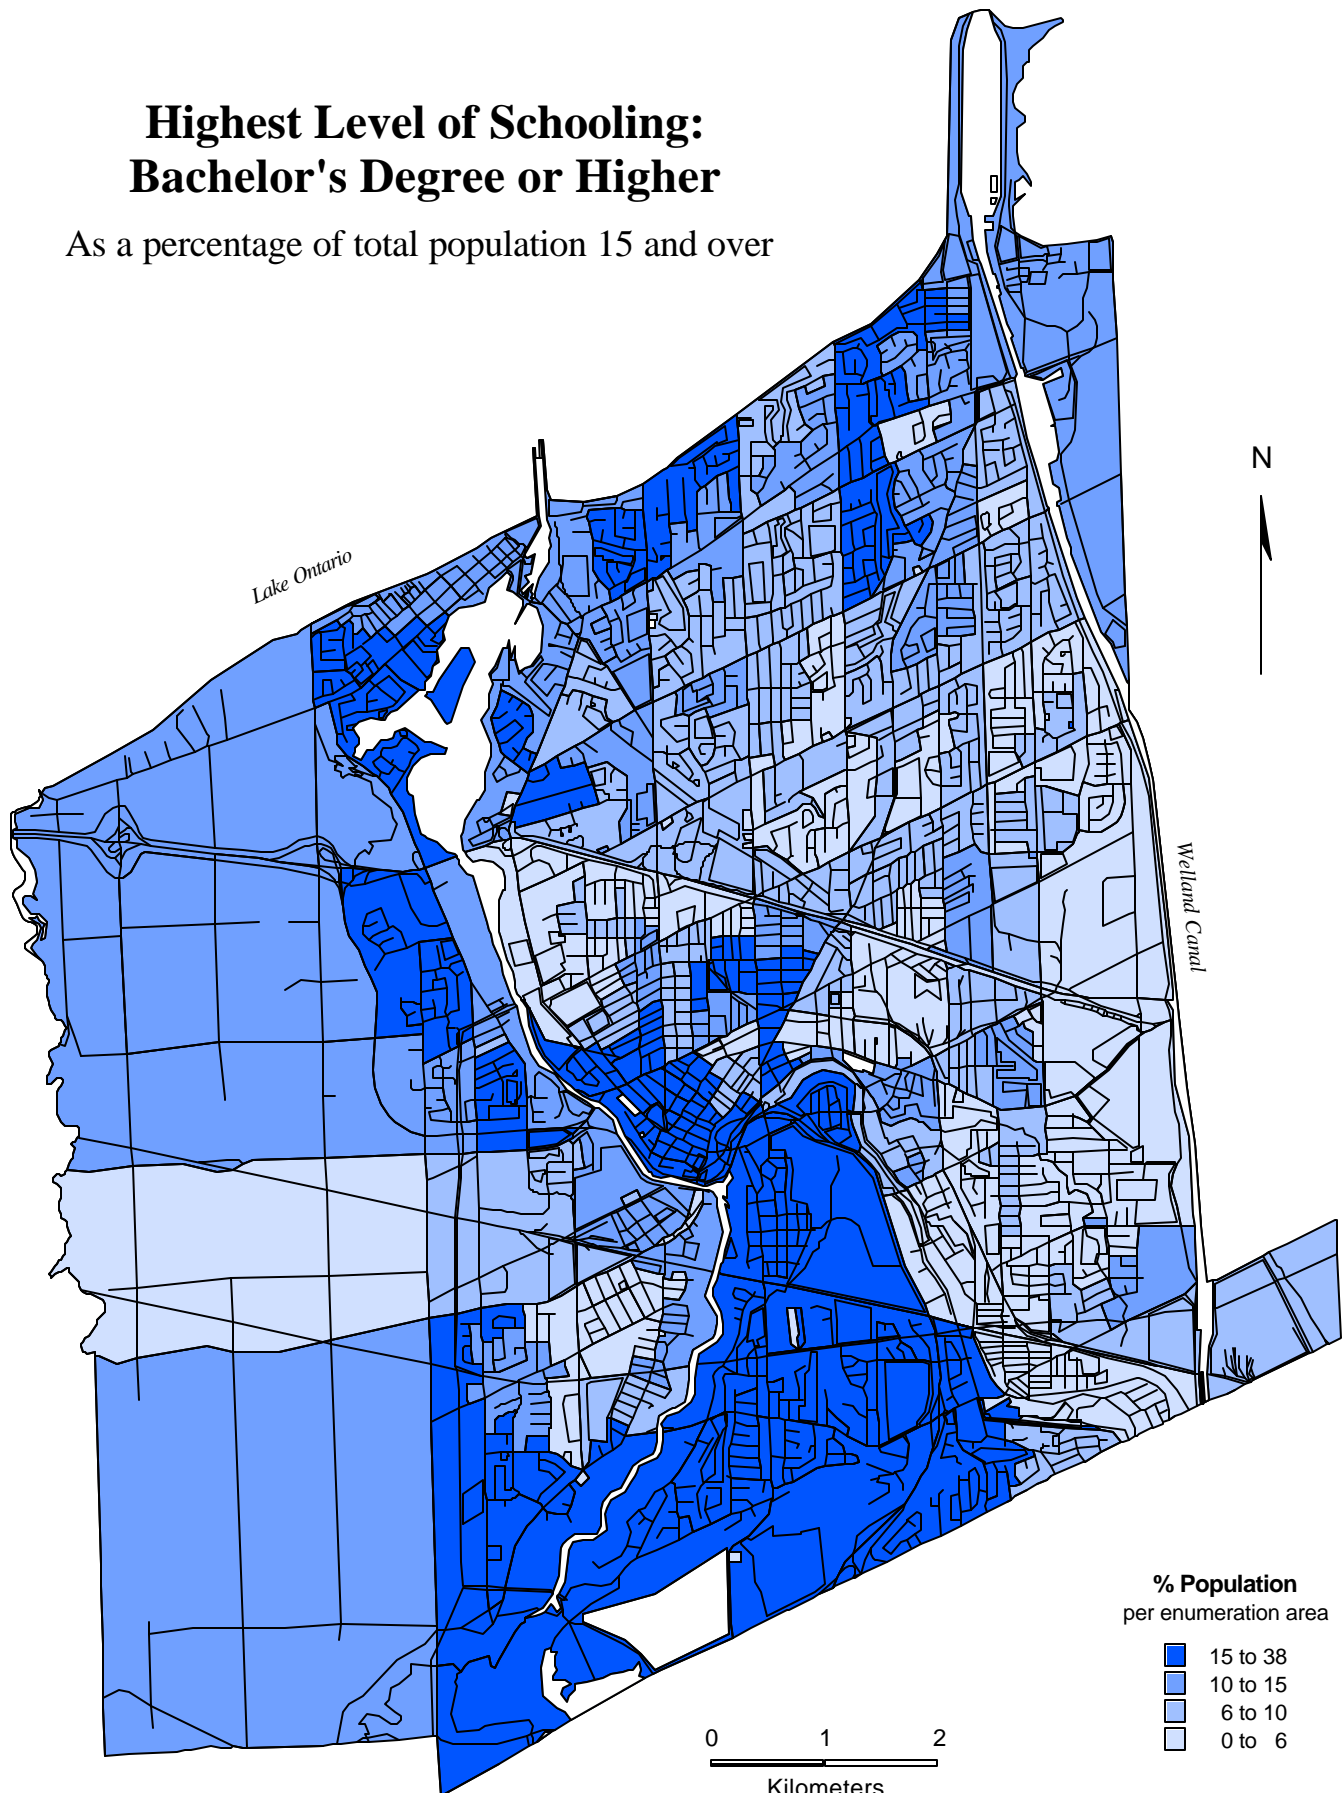 Highest Level of Schooling:
Bachelor's Degree or Higher
As a percentage of total population 15 and over
N
Lake Ontario
Welland Canal
% Population
per enumeration area
15 to 38
10 to 15
6 to 10
0 to 6
0 1 2
Kilometers